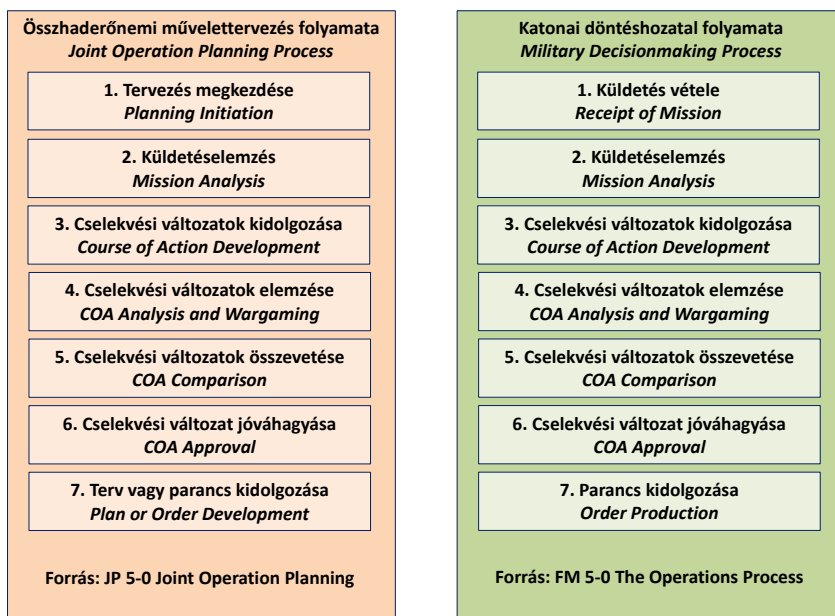 Összhaderőnemi művelettervezés folyamata
Joint Operation Planning Process
1. Tervezés megkezdése
Planning Initiation
2. Küldetéselemzés
Mission Analysis
3. Cselekvési változatok kidolgozása
Course of Action Development
4. Cselekvési változatok elemzése
COA Analysis and Wargaming
5. Cselekvési változatok összevetése
COA Comparison
6. Cselekvési változat jóváhagyása
COA Approval
7. Terv vagy parancs kidolgozása
Plan or Order Development
Forrás: JP 5-0 Joint Operation Planning
Katonai döntéshozatal folyamata
Military Decisionmaking Process
1. Küldetés vétele
Receipt of Mission
2. Küldetéselemzés
Mission Analysis
3. Cselekvési változatok kidolgozása
Course of Action Development
4. Cselekvési változatok elemzése
COA Analysis and Wargaming
5. Cselekvési változatok összevetése
COA Comparison
6. Cselekvési változat jóváhagyása
COA Approval
7. Parancs kidolgozása
Order Production
Forrás: FM 5-0 The Operations Process